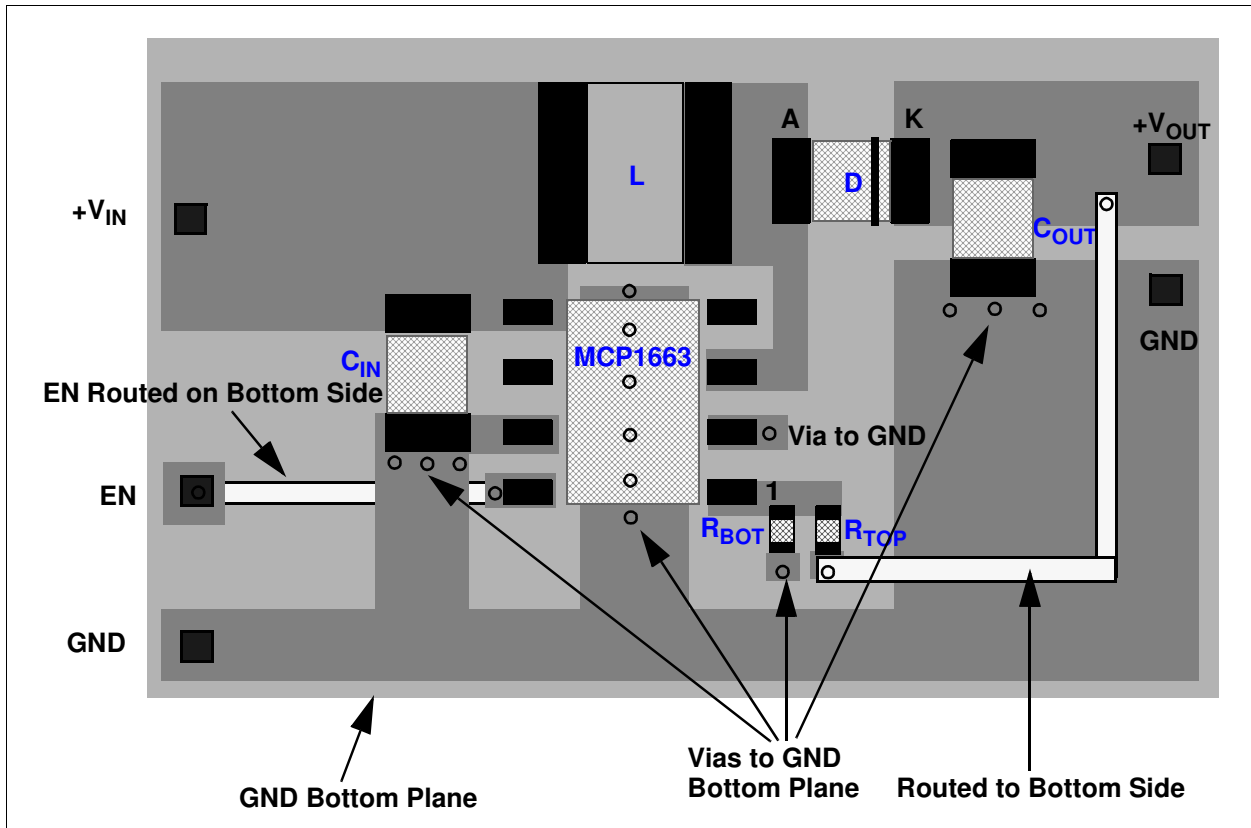 A
K
+VOUT
L
D
+VIN
COUT
MCP1663
CIN
GND
EN Routed on Bottom Side
Via to GND
EN
1
RBOT
RTOP
GND
Vias to GND
Bottom Plane
Routed to Bottom Side
GND Bottom Plane